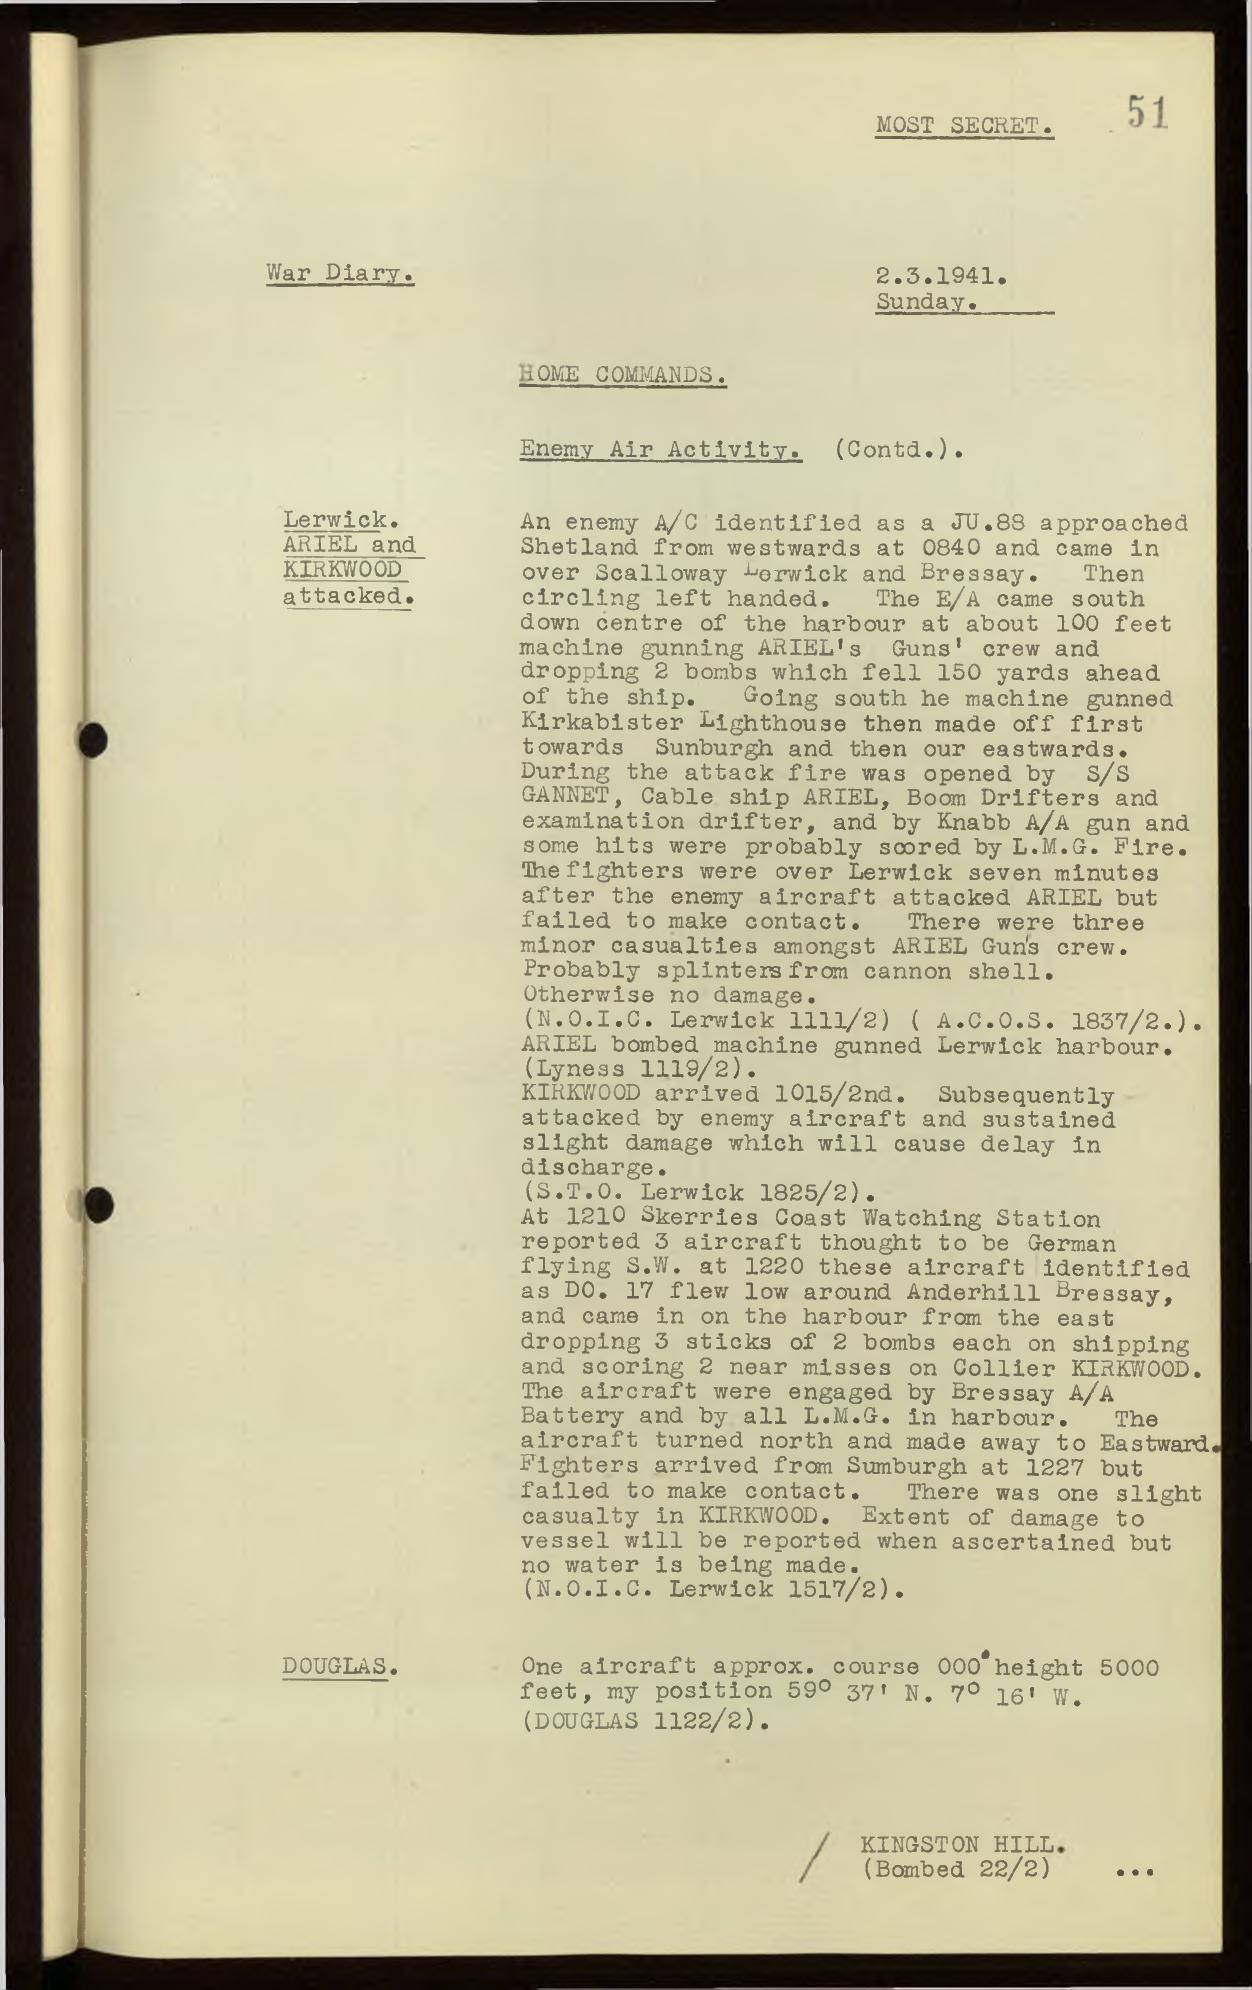 MOST SECRET. 51
War Diary. 2.3.1941.
Sunday.
HOME COMMANDS.
Enemy Air Activity. (Contd.).
Lerwick.
ARIEL and
KIRKWOOD
attacked.
An enemy A/C identified as a JU.88 approached
Shetland from westwards at 0840 and came in
over Scalloway Lerwick and Bressay. Then
circling left handed. The E/A came south
down centre of the harbour at about 100 feet
machine gunning ARIEL's Guns' crew and
dropping 2 bombs which fell 150 yards ahead
of the ship. Going south he machine gunned
Kirkabister Lighthouse then made off first
towards Sunburgh and then our eastwards.
During the attack fire was opened by S/S
GANNET, Cable ship ARIEL, Boom Drifters and
examination drifter, and by Knabb A/A gun and
some hits were probably scored by L.M.G. Fire.
The fighters were over Lerwick seven minutes
after the enemy aircraft attacked ARIEL but
failed to make contact. There were three
minor casualties amongst ARIEL Gun's crew.
Probably splinters from cannon shell.
Otherwise no damage.
(N.O.I.C. Lerwick 1111/2) ( A.C.O.S. 1837/2.).
ARIEL bombed machine gunned Lerwick harbour.
(Lyness 1119/2).
KIRKWOOD arrived 1015/2nd. Subsequently
attacked by enemy aircraft and sustained
slight damage which will cause delay in
discharge.
(S.T.O. Lerwick 1825/2).
At 1210 Skerries Coast Watching Station
reported 3 aircraft thought to be German
flying S.W. at 1220 these aircraft identified
as DO. 17 flew low around Anderhill Bressay,
and came in on the harbour from the east
dropping 3 sticks of 2 bombs each on shipping
and scoring 2 near misses on Collier KIRKWOOD.
The aircraft were engaged by Bressay A/A
Battery and by all L.M.G. in harbour. The
aircraft turned north and made away to Eastward.
Fighters arrived from Sumburgh at 1227 but
failed to make contact. There was one slight
casualty in KIRKWOOD. Extent of damage to
vessel will be reported when ascertained but
no water is being made.
(N.O.I.C. Lerwick 1517/2).
DOUGLAS.
One aircraft approx. course 000° height 5000
feet, my position 59° 37' N. 7° 16' W.
(DOUGLAS 1122/2).
/ KINGSTON HILL.
(Bombed 22/2) ...